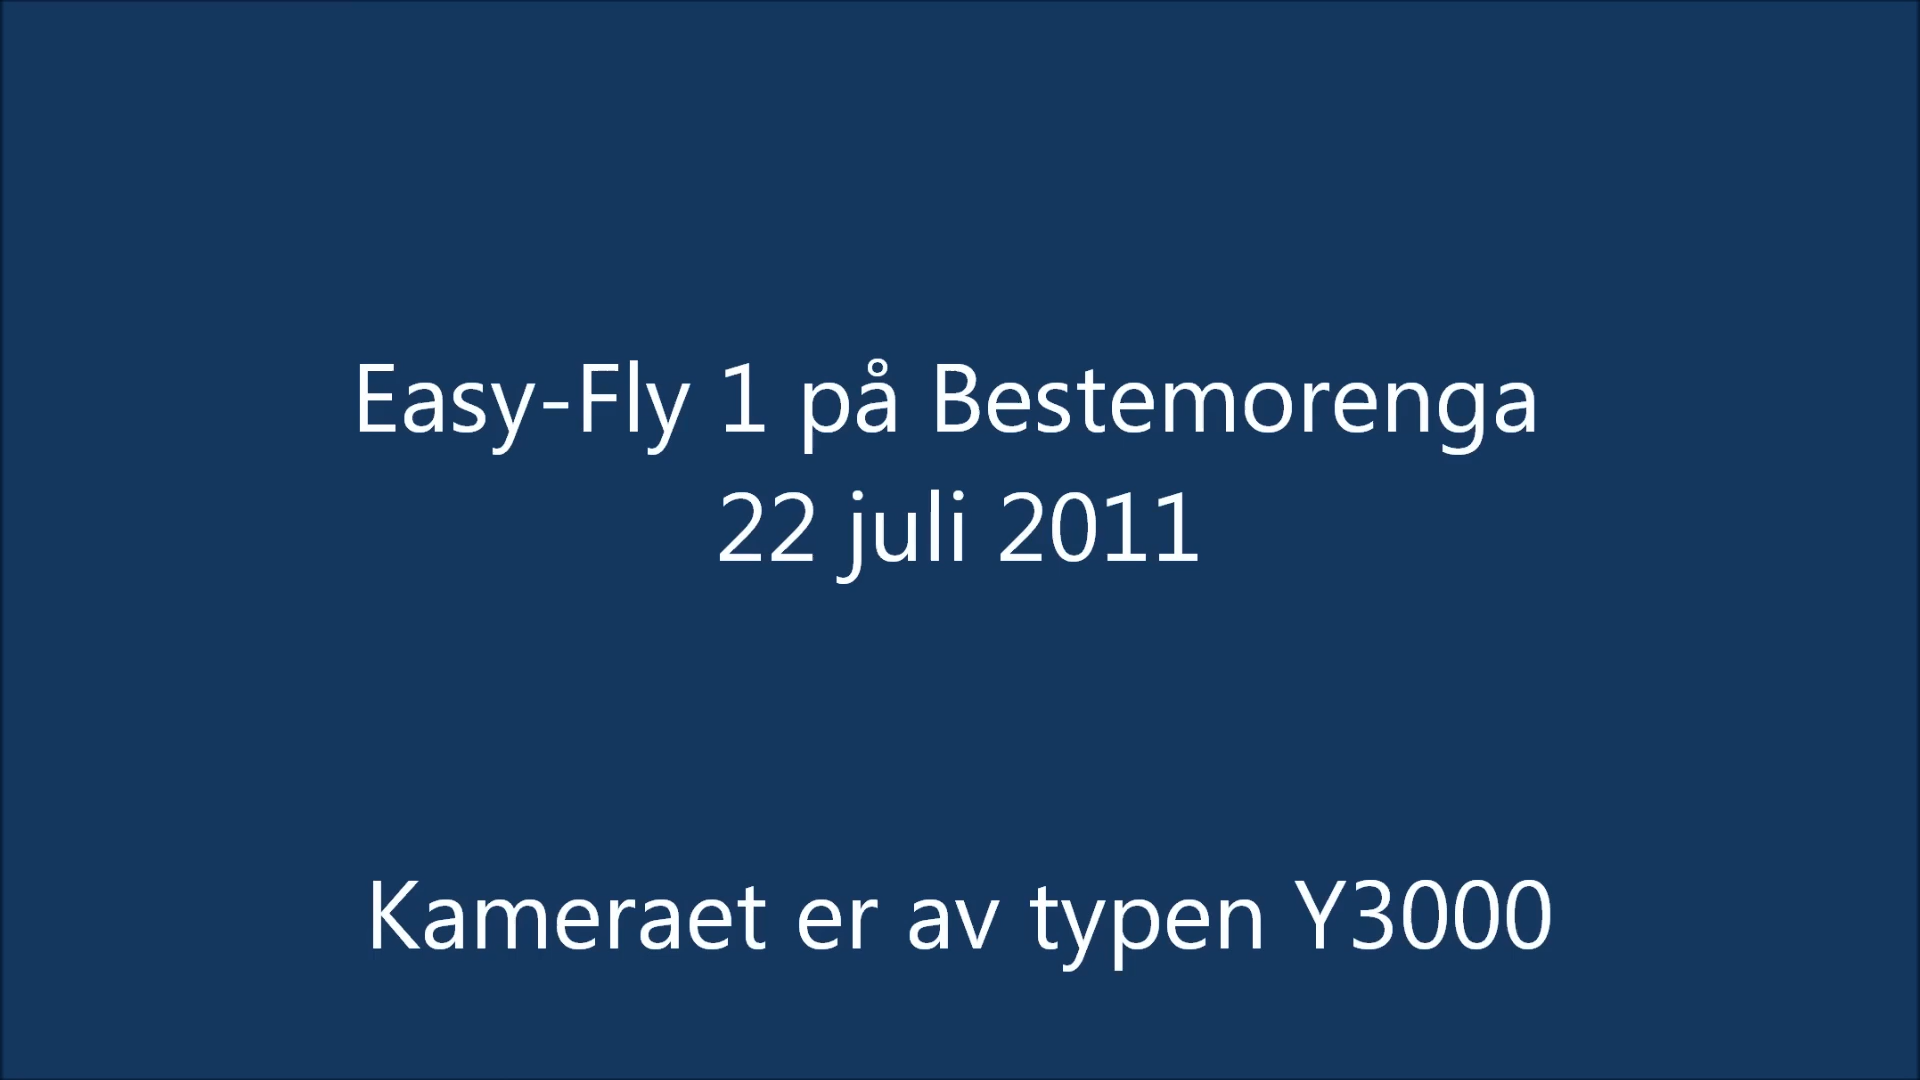 Easy-Fly 1 på Bestemorenga
22 juli 2011
Kameraet er av typen Y3000